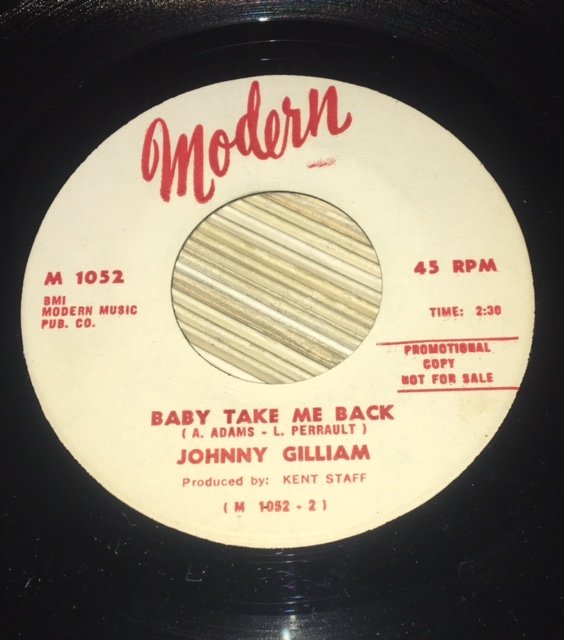 Modern
M 1052
45 RPM
BMI
MODERN MUSIC
PUB. CO.
TIME: 2:30
PROMOTIONAL
COPY
NOT FOR SALE
BABY TAKE ME BACK
( A. ADAMS - L. PERRAULT )
JOHNNY GILLIAM
Produced by: KENT STAFF
( M 1052 - 2 )